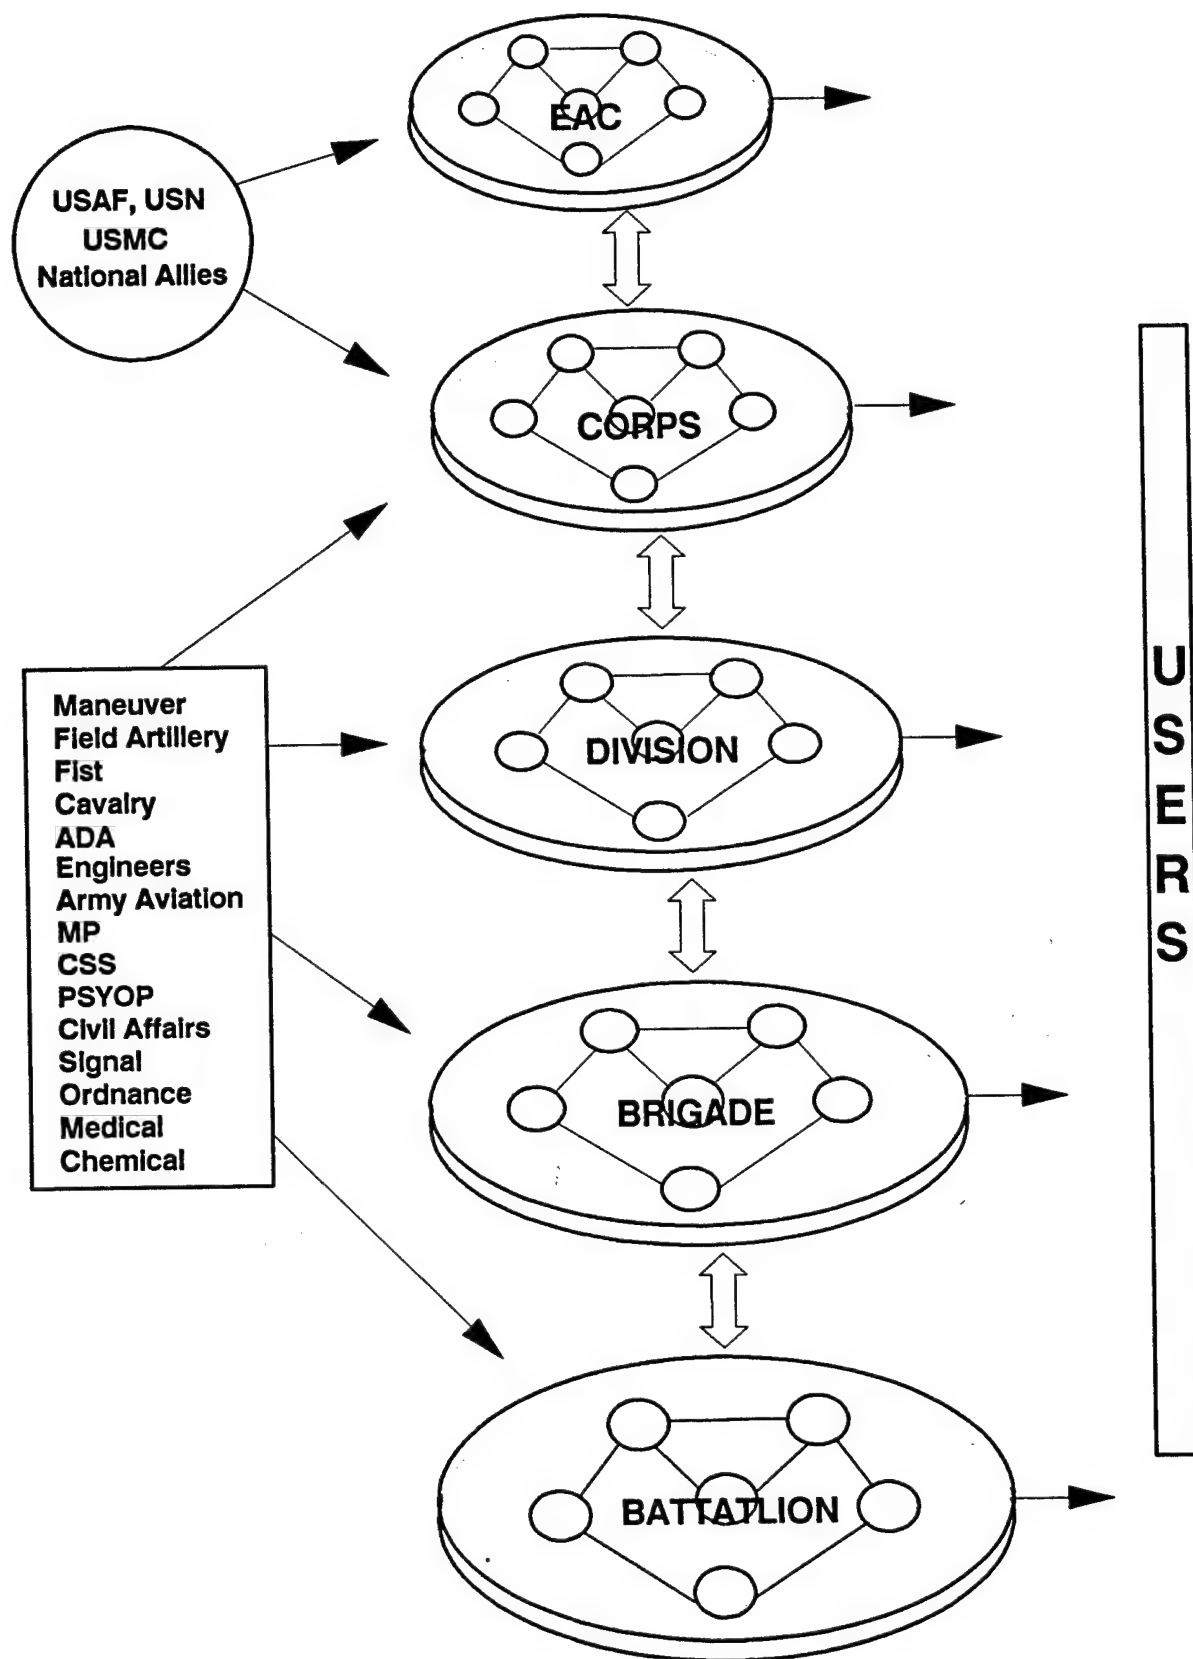 EAC
USAF, USN
USMC
National Allies
CORPS
Maneuver
Field Artillery
Fist
Cavalry
ADA
Engineers
Army Aviation
MP
CSS
PSYOP
Civil Affairs
Signal
Ordnance
Medical
Chemical
DIVISION
BRIGADE
BATTATLION
U
S
E
R
S